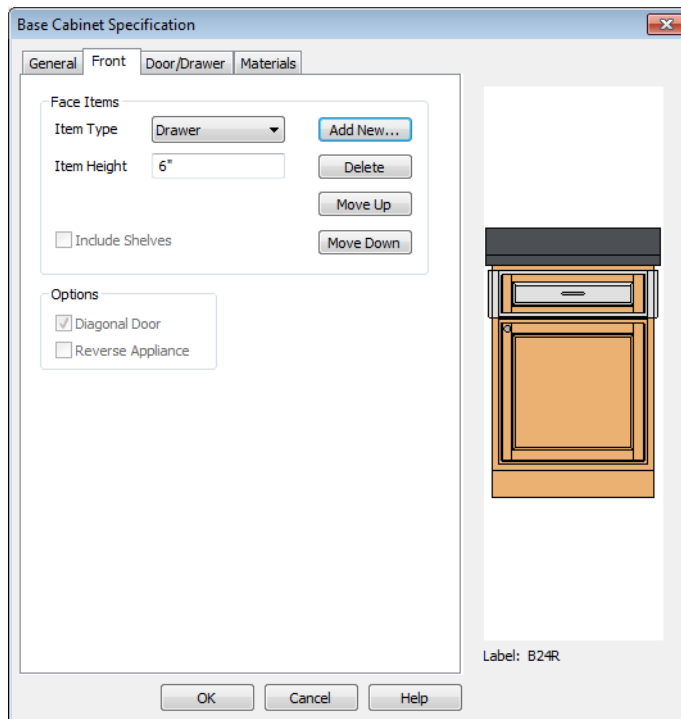 Base Cabinet Specification
General Front Door/Drawer Materials
Face Items
Item Type Drawer Add New...
Item Height 6" Delete
Move Up
Include Shelves Move Down
Options
Diagonal Door
Reverse Appliance
Label: B24R
OK Cancel Help